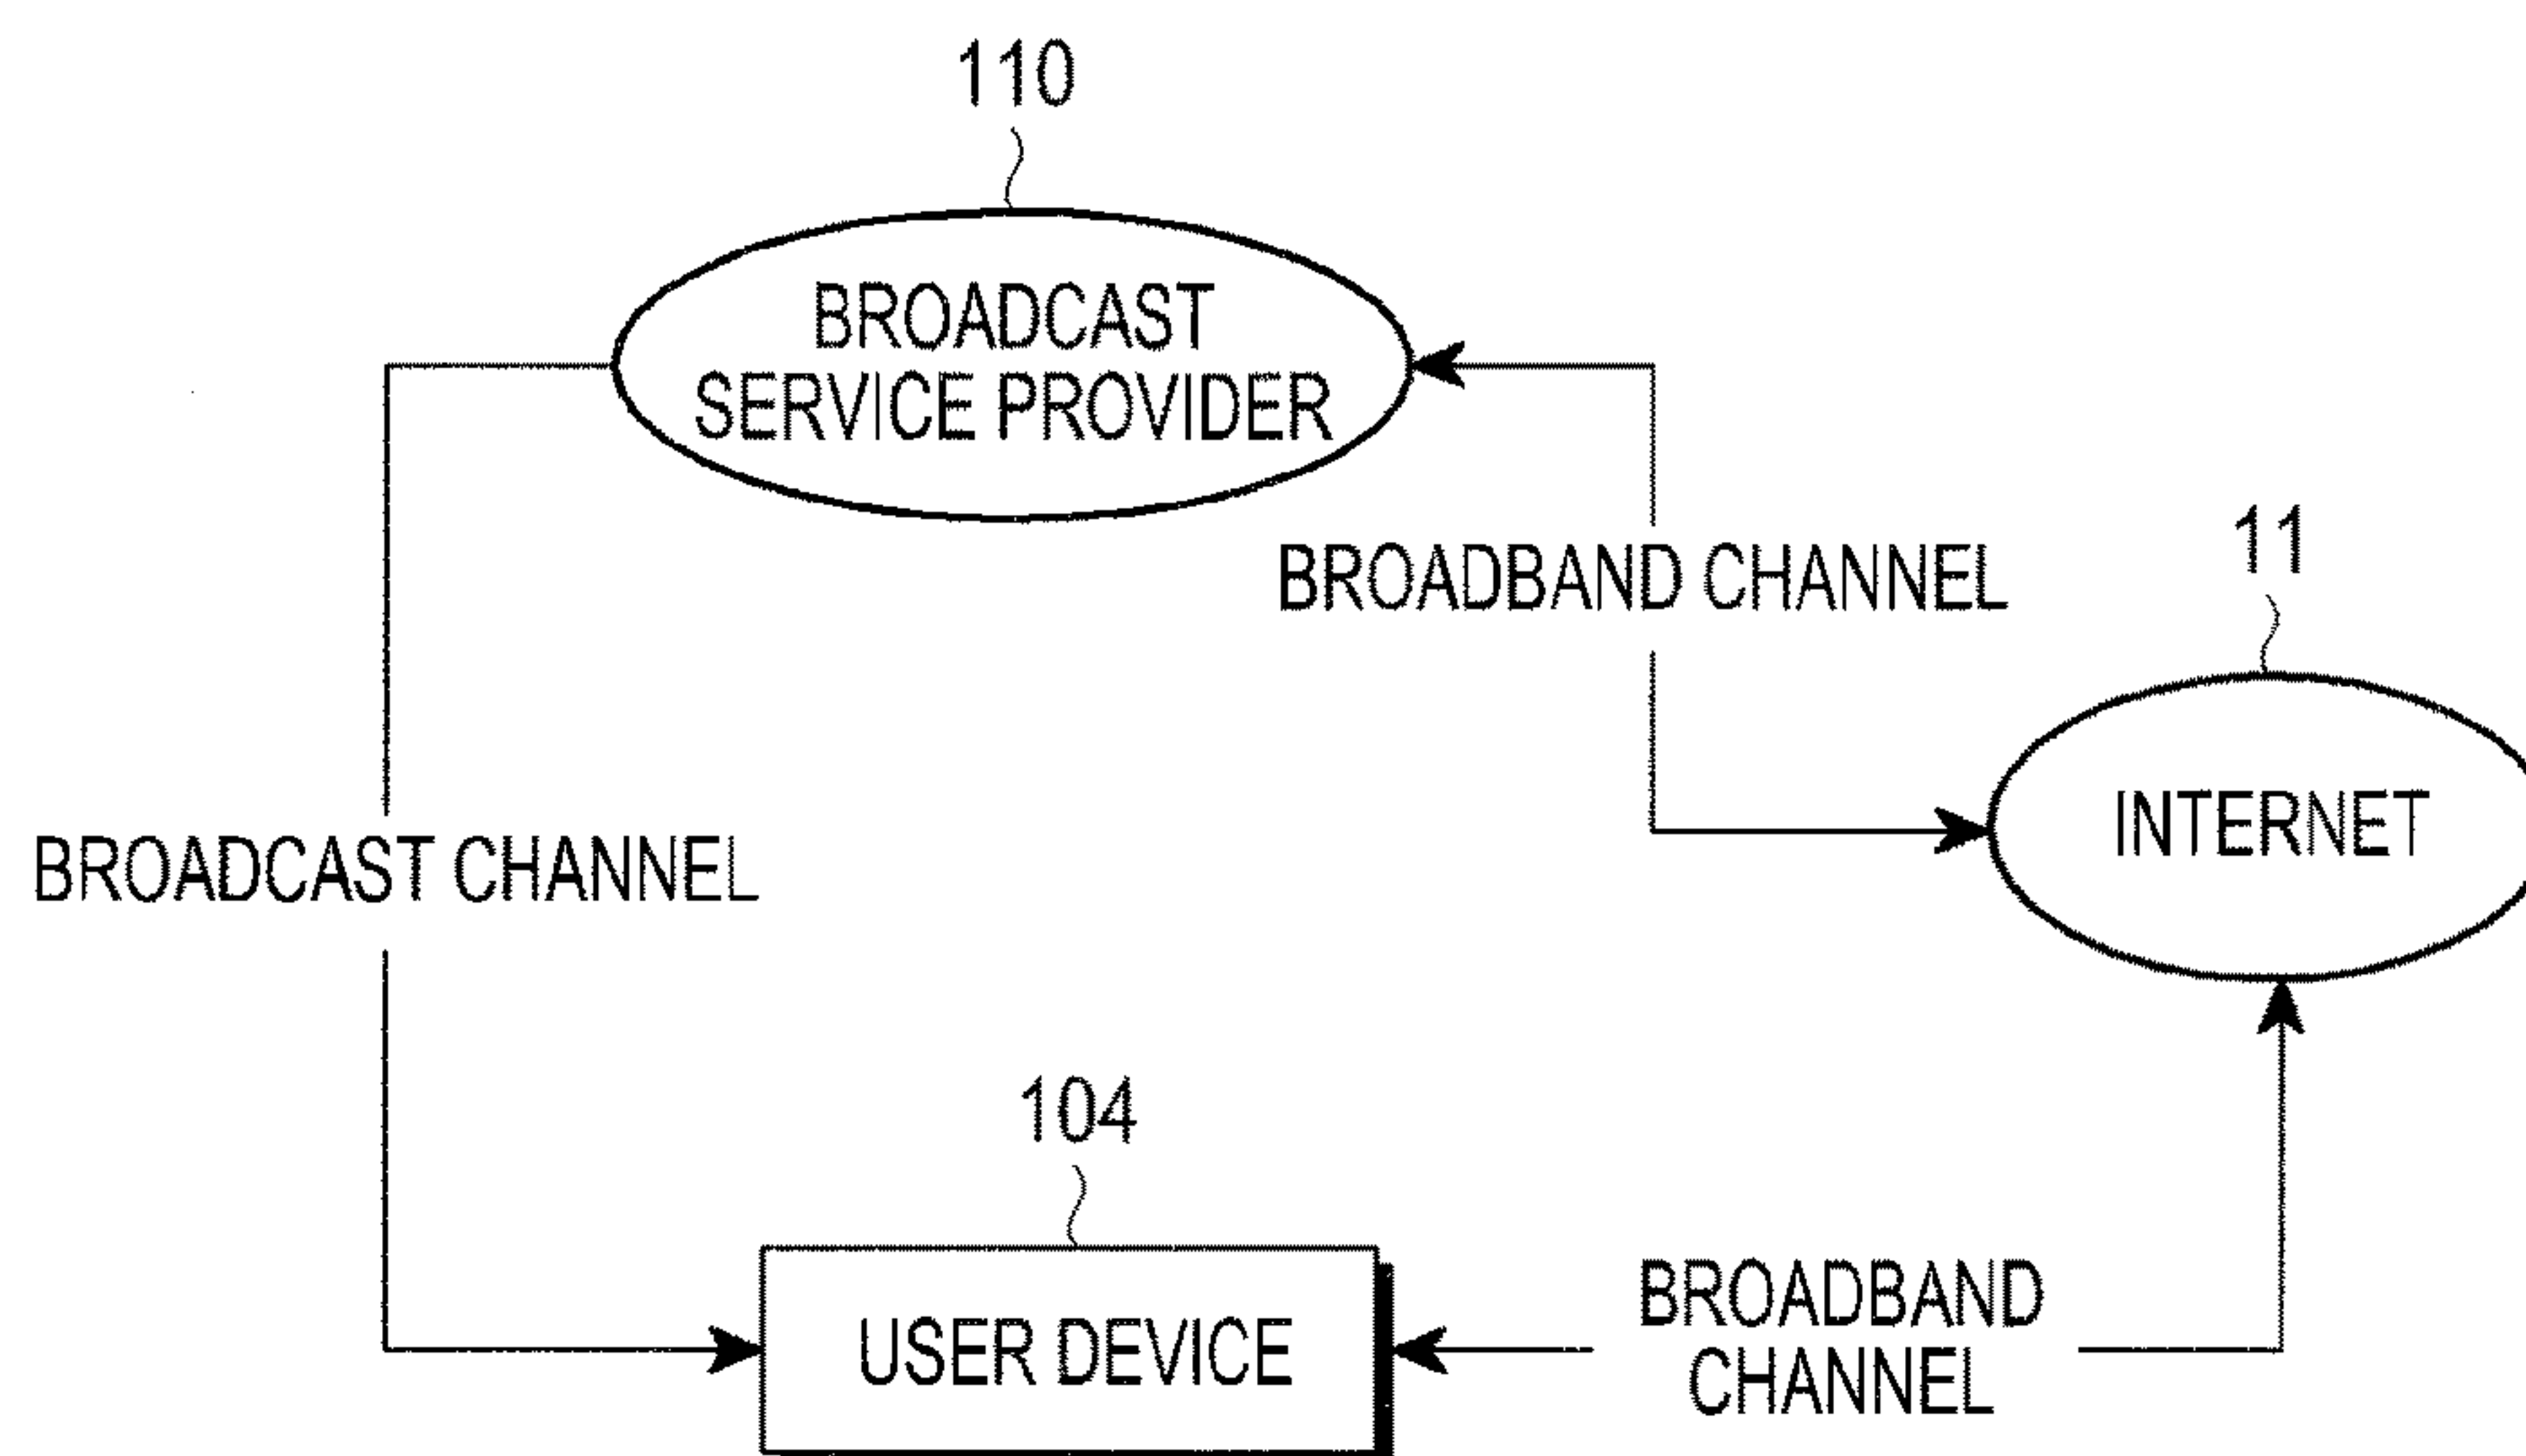 110
BROADCAST
SERVICE PROVIDER
BROADBAND CHANNEL
11
INTERNET
BROADCAST CHANNEL
104
USER DEVICE
BROADBAND
CHANNEL